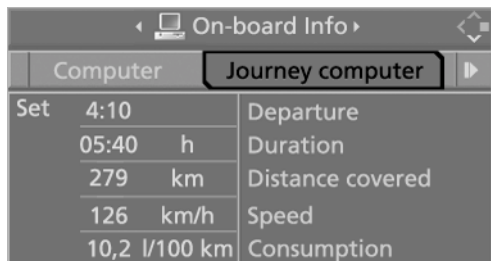 On-board Info
Computer Journey computer
Set 4:10 Departure
05:40 h Duration
279 km Distance covered
126 km/h Speed
10,2 l/100 km Consumption